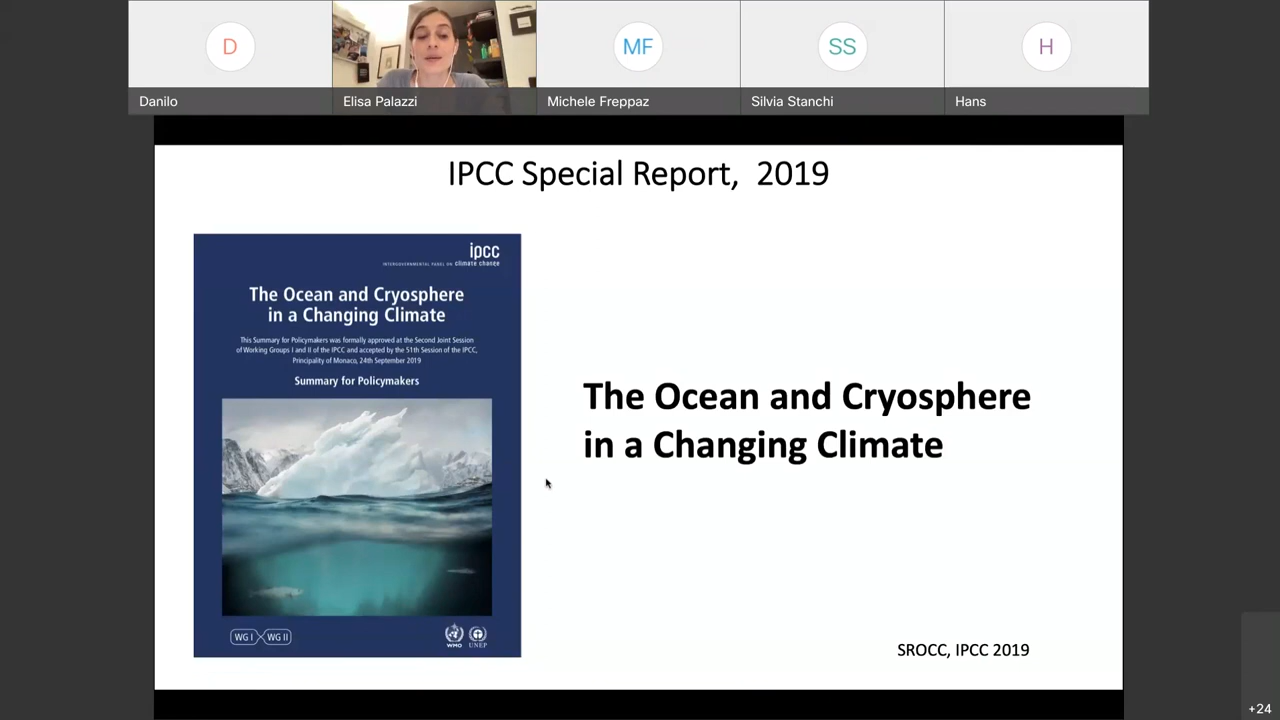 D
MF
SS
H
Danilo
Elisa Palazzi
Michele Freppaz
Silvia Stanchi
Hans
IPCC Special Report, 2019
ipcc
INTERGOVERNMENTAL PANEL ON climate change
The Ocean and Cryosphere
in a Changing Climate
This Summary for Policymakers was formally approved at the Second Joint Session
of Working Groups I and II of the IPCC and accepted by the 51th Session of the IPCC,
Principality of Monaco, 24th September 2019
Summary for Policymakers
WG I
WG II
WMO
UNEP
The Ocean and Cryosphere
in a Changing Climate
SROCC, IPCC 2019
+24